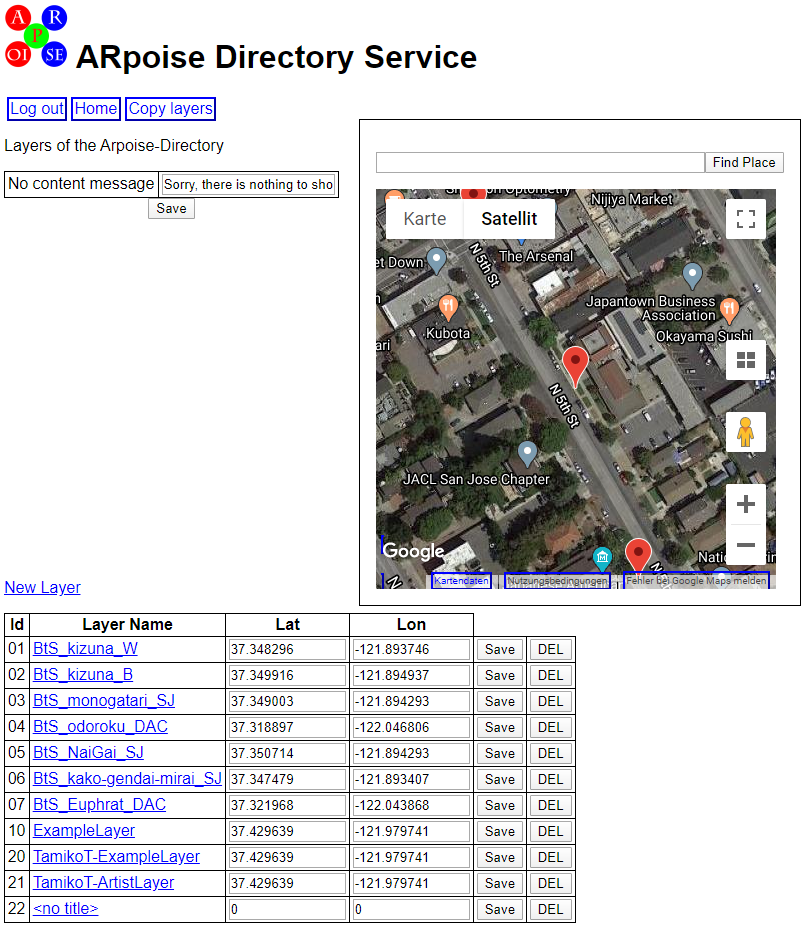 A R
P
OI SE
ARpoise Directory Service
Log out Home Copy layers
Layers of the Arpoise-Directory
No content message Sorry, there is nothing to sho
Save
Find Place
Karte Satellit
Nijiya Market
The Arsenal
N 5th St
Kubota
Japantown Business
Association
Okayama Sushi
N 5th St
JACL San Jose Chapter
Google
Kartendaten Nutzungsbedingungen Fehler bei Google Maps melden
New Layer
Id Layer Name Lat Lon
01 BtS_kizuna_W 37.348296 -121.893746 Save DEL
02 BtS_kizuna_B 37.349916 -121.894937 Save DEL
03 BtS_monogatari_SJ 37.349003 -121.894293 Save DEL
04 BtS_odoroku_DAC 37.318897 -122.046806 Save DEL
05 BtS_NaiGai_SJ 37.350714 -121.894293 Save DEL
06 BtS_kako-gendai-mirai_SJ 37.347479 -121.893407 Save DEL
07 BtS_Euphrat_DAC 37.321968 -122.043868 Save DEL
10 ExampleLayer 37.429639 -121.979741 Save DEL
20 TamikoT-ExampleLayer 37.429639 -121.979741 Save DEL
21 TamikoT-ArtistLayer 37.429639 -121.979741 Save DEL
22 <no title> 0 0 Save DEL